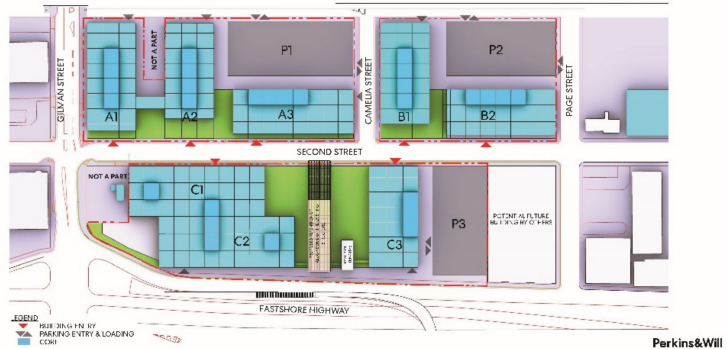 P1
P2
GILMAN STREET
NOT A PART
CAMELIA STREET
PAGE STREET
A1
A2
A3
B1
B2
SECOND STREET
NOT A PART
C1
C2
C3
P3
POTENTIAL FUTURE
BUILDING BY OTHERS
EASTSHORE HIGHWAY
LEGEND
BUILDING ENTRY
PARKING ENTRY & LOADING
CORE
Perkins&Will